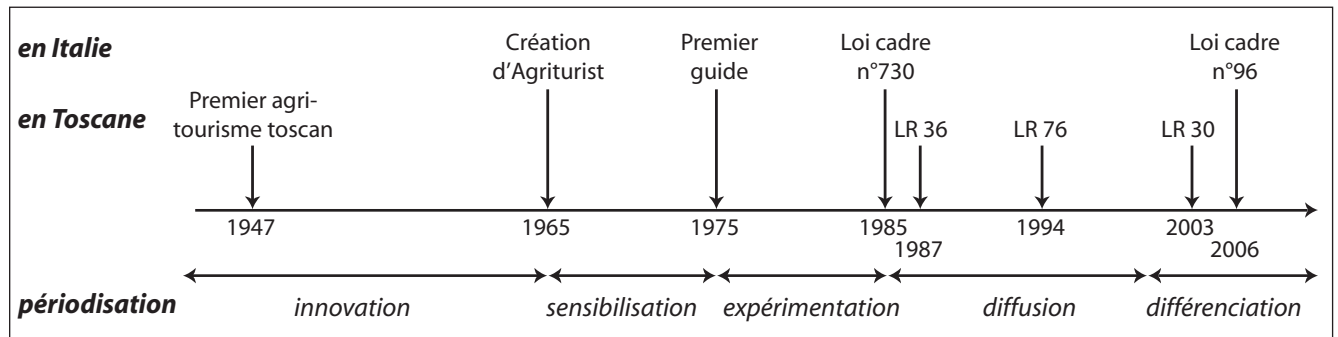 en Italie
Création
d'Agriturist
Premier
guide
Loi cadre
n°730
Loi cadre
n°96
en Toscane
Premier agri-
tourisme toscan
LR 36
LR 76
LR 30
1947
1965
1975
1985
1987
1994
2003
2006
périodisation
innovation
sensibilisation
expérimentation
diffusion
différenciation